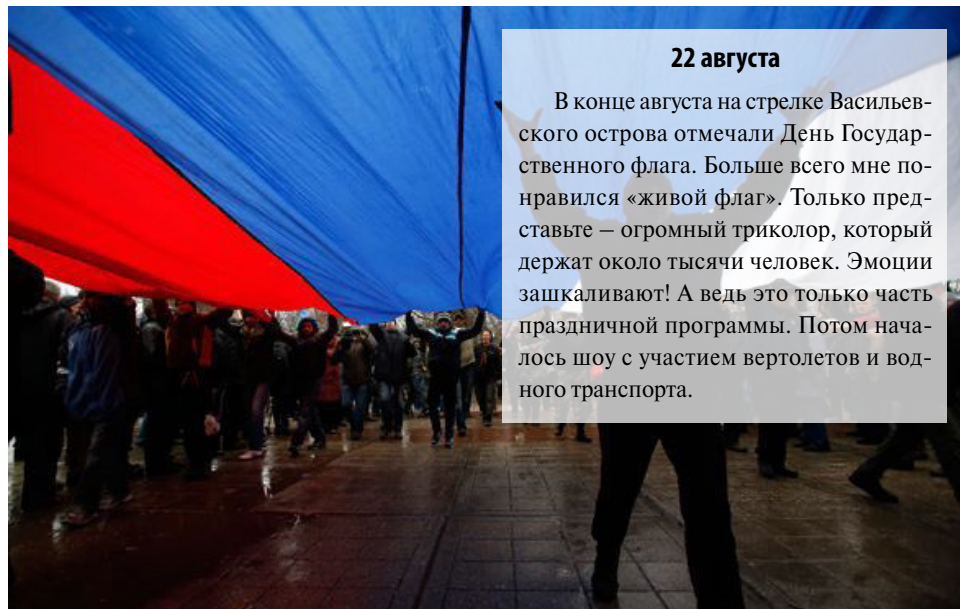 22 августа
В конце августа на стрелке Васильев-
ского острова отмечали День Государ-
ственного флага. Больше всего мне по-
нравился «живой флаг». Только пред-
ставьте – огромный триколор, который
держат около тысячи человек. Эмоции
зашкаливают! А ведь это только часть
праздничной программы. Потом нача-
лось шоу с участием вертолетов и вод-
ного транспорта.